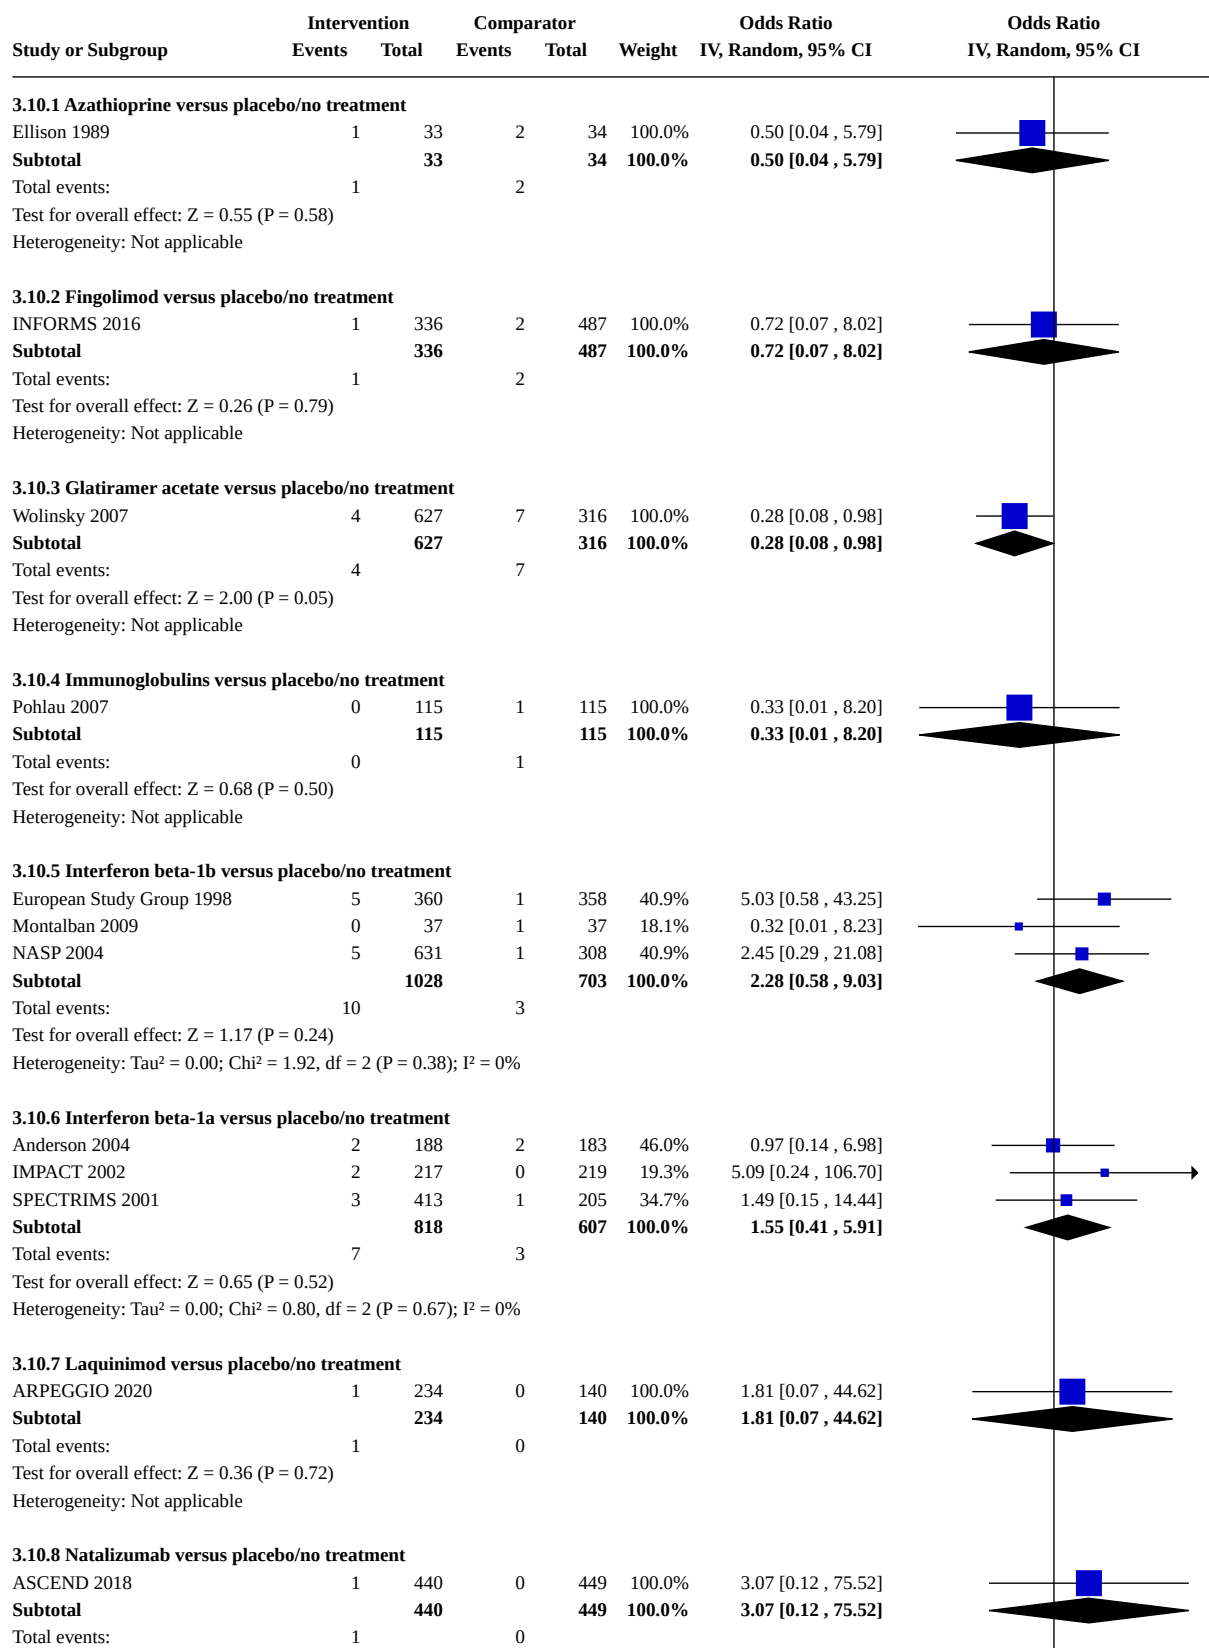 Intervention Comparator Odds Ratio Odds Ratio
Study or Subgroup Events Total Events Total Weight IV, Random, 95% CI IV, Random, 95% CI
3.10.1 Azathioprine versus placebo/no treatment
Ellison 1989 1 33 2 34 100.0% 0.50 [0.04 , 5.79]
Subtotal 33 34 100.0% 0.50 [0.04 , 5.79]
Total events: 1 2
Test for overall effect: Z = 0.55 (P = 0.58)
Heterogeneity: Not applicable
3.10.2 Fingolimod versus placebo/no treatment
INFORMS 2016 1 336 2 487 100.0% 0.72 [0.07 , 8.02]
Subtotal 336 487 100.0% 0.72 [0.07 , 8.02]
Total events: 1 2
Test for overall effect: Z = 0.26 (P = 0.79)
Heterogeneity: Not applicable
3.10.3 Glatiramer acetate versus placebo/no treatment
Wolinsky 2007 4 627 7 316 100.0% 0.28 [0.08 , 0.98]
Subtotal 627 316 100.0% 0.28 [0.08 , 0.98]
Total events: 4 7
Test for overall effect: Z = 2.00 (P = 0.05)
Heterogeneity: Not applicable
3.10.4 Immunoglobulins versus placebo/no treatment
Pohlau 2007 0 115 1 115 100.0% 0.33 [0.01 , 8.20]
Subtotal 115 115 100.0% 0.33 [0.01 , 8.20]
Total events: 0 1
Test for overall effect: Z = 0.68 (P = 0.50)
Heterogeneity: Not applicable
3.10.5 Interferon beta-1b versus placebo/no treatment
European Study Group 1998 5 360 1 358 40.9% 5.03 [0.58 , 43.25]
Montalban 2009 0 37 1 37 18.1% 0.32 [0.01 , 8.23]
NASP 2004 5 631 1 308 40.9% 2.45 [0.29 , 21.08]
Subtotal 1028 703 100.0% 2.28 [0.58 , 9.03]
Total events: 10 3
Test for overall effect: Z = 1.17 (P = 0.24)
Heterogeneity: Tau² = 0.00; Chi² = 1.92, df = 2 (P = 0.38); I² = 0%
3.10.6 Interferon beta-1a versus placebo/no treatment
Anderson 2004 2 188 2 183 46.0% 0.97 [0.14 , 6.98]
IMPACT 2002 2 217 0 219 19.3% 5.09 [0.24 , 106.70]
SPECTRIMS 2001 3 413 1 205 34.7% 1.49 [0.15 , 14.44]
Subtotal 818 607 100.0% 1.55 [0.41 , 5.91]
Total events: 7 3
Test for overall effect: Z = 0.65 (P = 0.52)
Heterogeneity: Tau² = 0.00; Chi² = 0.80, df = 2 (P = 0.67); I² = 0%
3.10.7 Laquinimod versus placebo/no treatment
ARPEGGIO 2020 1 234 0 140 100.0% 1.81 [0.07 , 44.62]
Subtotal 234 140 100.0% 1.81 [0.07 , 44.62]
Total events: 1 0
Test for overall effect: Z = 0.36 (P = 0.72)
Heterogeneity: Not applicable
3.10.8 Natalizumab versus placebo/no treatment
ASCEND 2018 1 440 0 449 100.0% 3.07 [0.12 , 75.52]
Subtotal 440 449 100.0% 3.07 [0.12 , 75.52]
Total events: 1 0